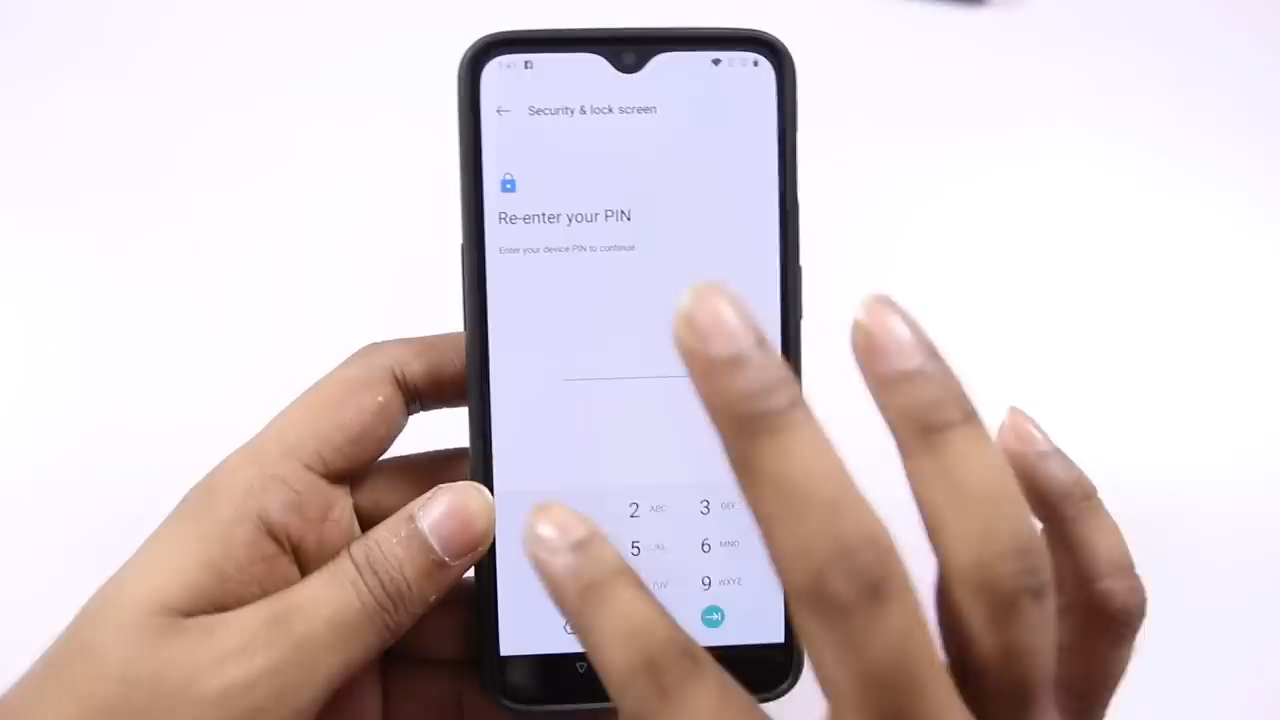 Security & lock screen
Re-enter your PIN
Enter your device PIN to continue
2 ABC 3 DEF
5 JKL 6 MNO
TUV 9 WXYZ